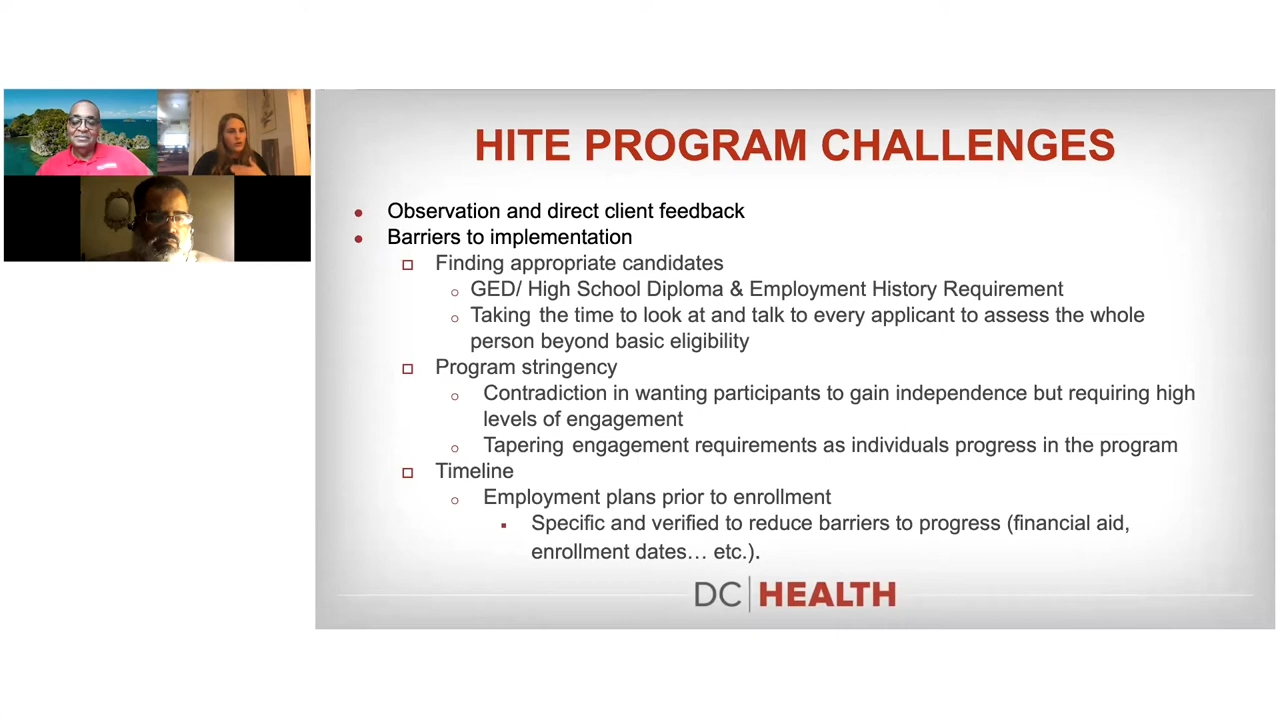 HITE PROGRAM CHALLENGES
Observation and direct client feedback
Barriers to implementation
Finding appropriate candidates
GED/ High School Diploma & Employment History Requirement
Taking the time to look at and talk to every applicant to assess the whole
person beyond basic eligibility
Program stringency
Contradiction in wanting participants to gain independence but requiring high
levels of engagement
Tapering engagement requirements as individuals progress in the program
Timeline
Employment plans prior to enrollment
Specific and verified to reduce barriers to progress (financial aid,
enrollment dates… etc.).
DC HEALTH